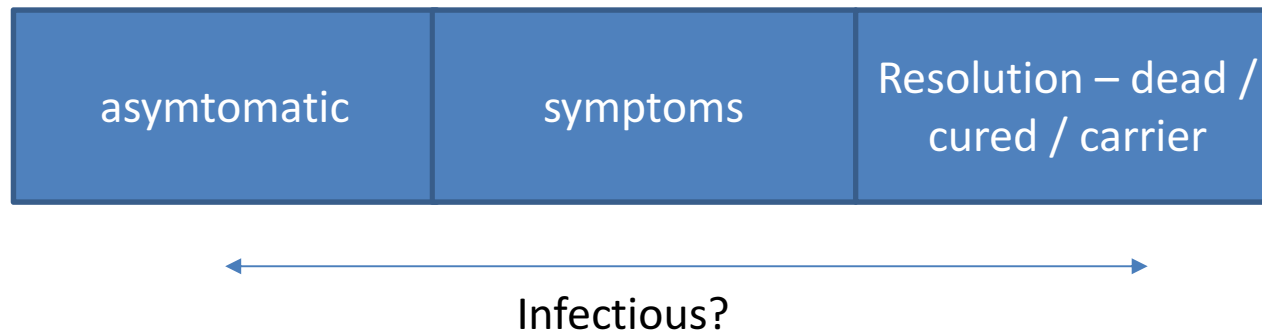 asymtomatic
symptoms
Resolution – dead /
cured / carrier
Infectious?